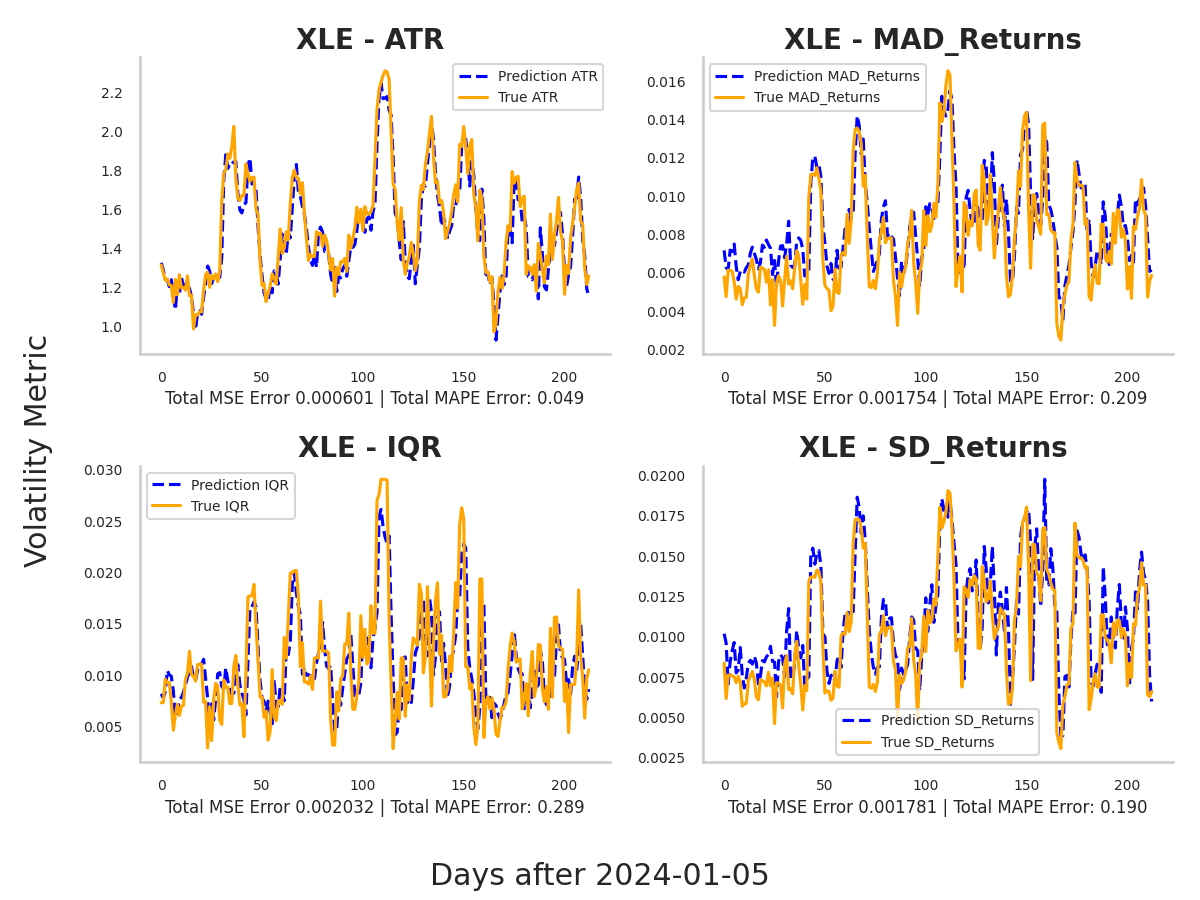 XLE - ATR
Prediction ATR
True ATR
2.2
2.0
1.8
1.6
1.4
1.2
1.0
0 50 100 150 200
Total MSE Error 0.000601 | Total MAPE Error: 0.049
XLE - MAD_Returns
Prediction MAD_Returns
True MAD_Returns
0.016
0.014
0.012
0.010
0.008
0.006
0.004
0.002
0 50 100 150 200
Total MSE Error 0.001754 | Total MAPE Error: 0.209
Volatility Metric
XLE - IQR
Prediction IQR
True IQR
0.030
0.025
0.020
0.015
0.010
0.005
0 50 100 150 200
Total MSE Error 0.002032 | Total MAPE Error: 0.289
XLE - SD_Returns
0.0200
0.0175
0.0150
0.0125
0.0100
0.0075
0.0050
0.0025
Prediction SD_Returns
True SD_Returns
0 50 100 150 200
Total MSE Error 0.001781 | Total MAPE Error: 0.190
Days after 2024-01-05